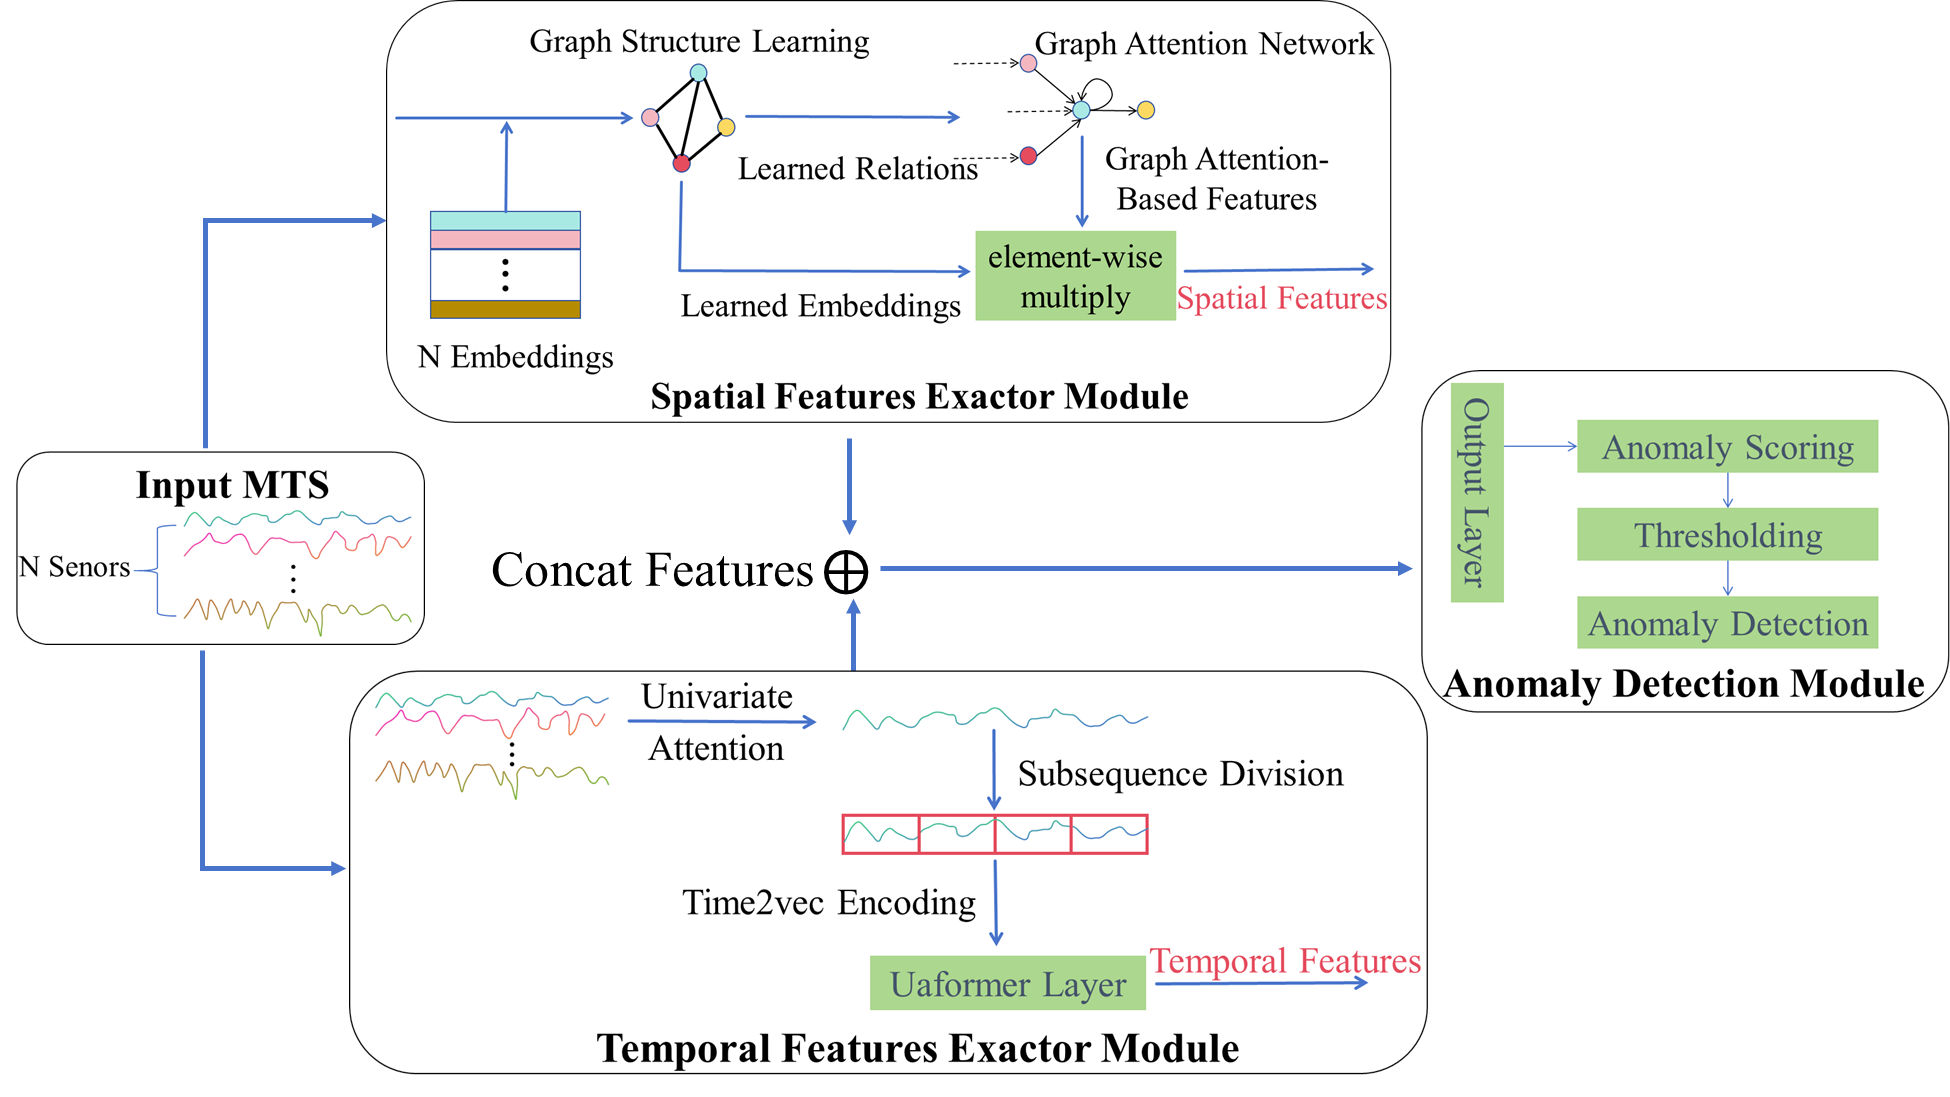 Graph Structure Learning
Graph Attention Network
Learned Relations
Graph Attention-
Based Features
element-wise
multiply
Learned Embeddings
Spatial Features
N Embeddings
Spatial Features Exactor Module
Input MTS
N Senors
Concat Features
Output Layer
Anomaly Scoring
Thresholding
Anomaly Detection
Anomaly Detection Module
Univariate
Attention
Subsequence Division
Time2vec Encoding
Uaformer Layer
Temporal Features
Temporal Features Exactor Module